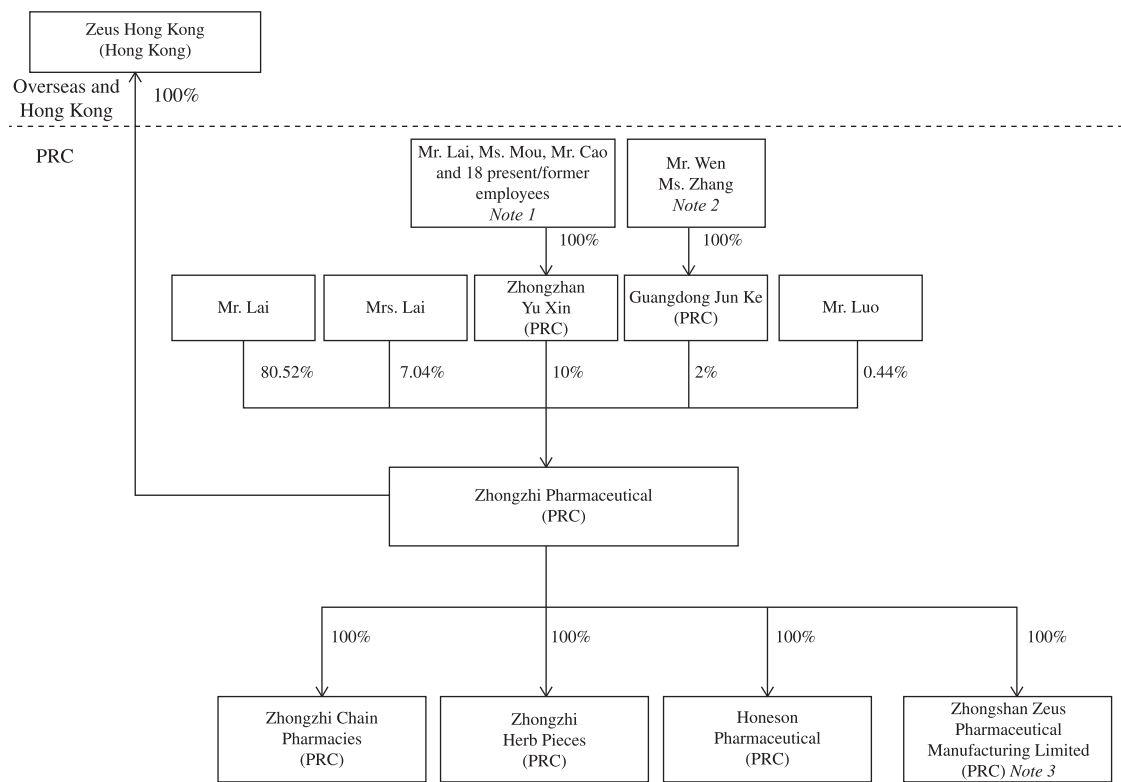 Zeus Hong Kong
(Hong Kong)
Overseas and
Hong Kong
100%
PRC
Mr. Lai, Ms. Mou, Mr. Cao
and 18 present/former
employees
Note 1
Mr. Wen
Ms. Zhang
Note 2
100%
100%
Mr. Lai
Mrs. Lai
Zhongzhan
Yu Xin
(PRC)
Guangdong Jun Ke
(PRC)
Mr. Luo
80.52%
7.04%
10%
2%
0.44%
Zhongzhi Pharmaceutical
(PRC)
100%
100%
100%
100%
Zhongzhi Chain
Pharmacies
(PRC)
Zhongzhi
Herb Pieces
(PRC)
Honeson
Pharmaceutical
(PRC)
Zhongshan Zeus
Pharmaceutical
Manufacturing Limited
(PRC) Note 3